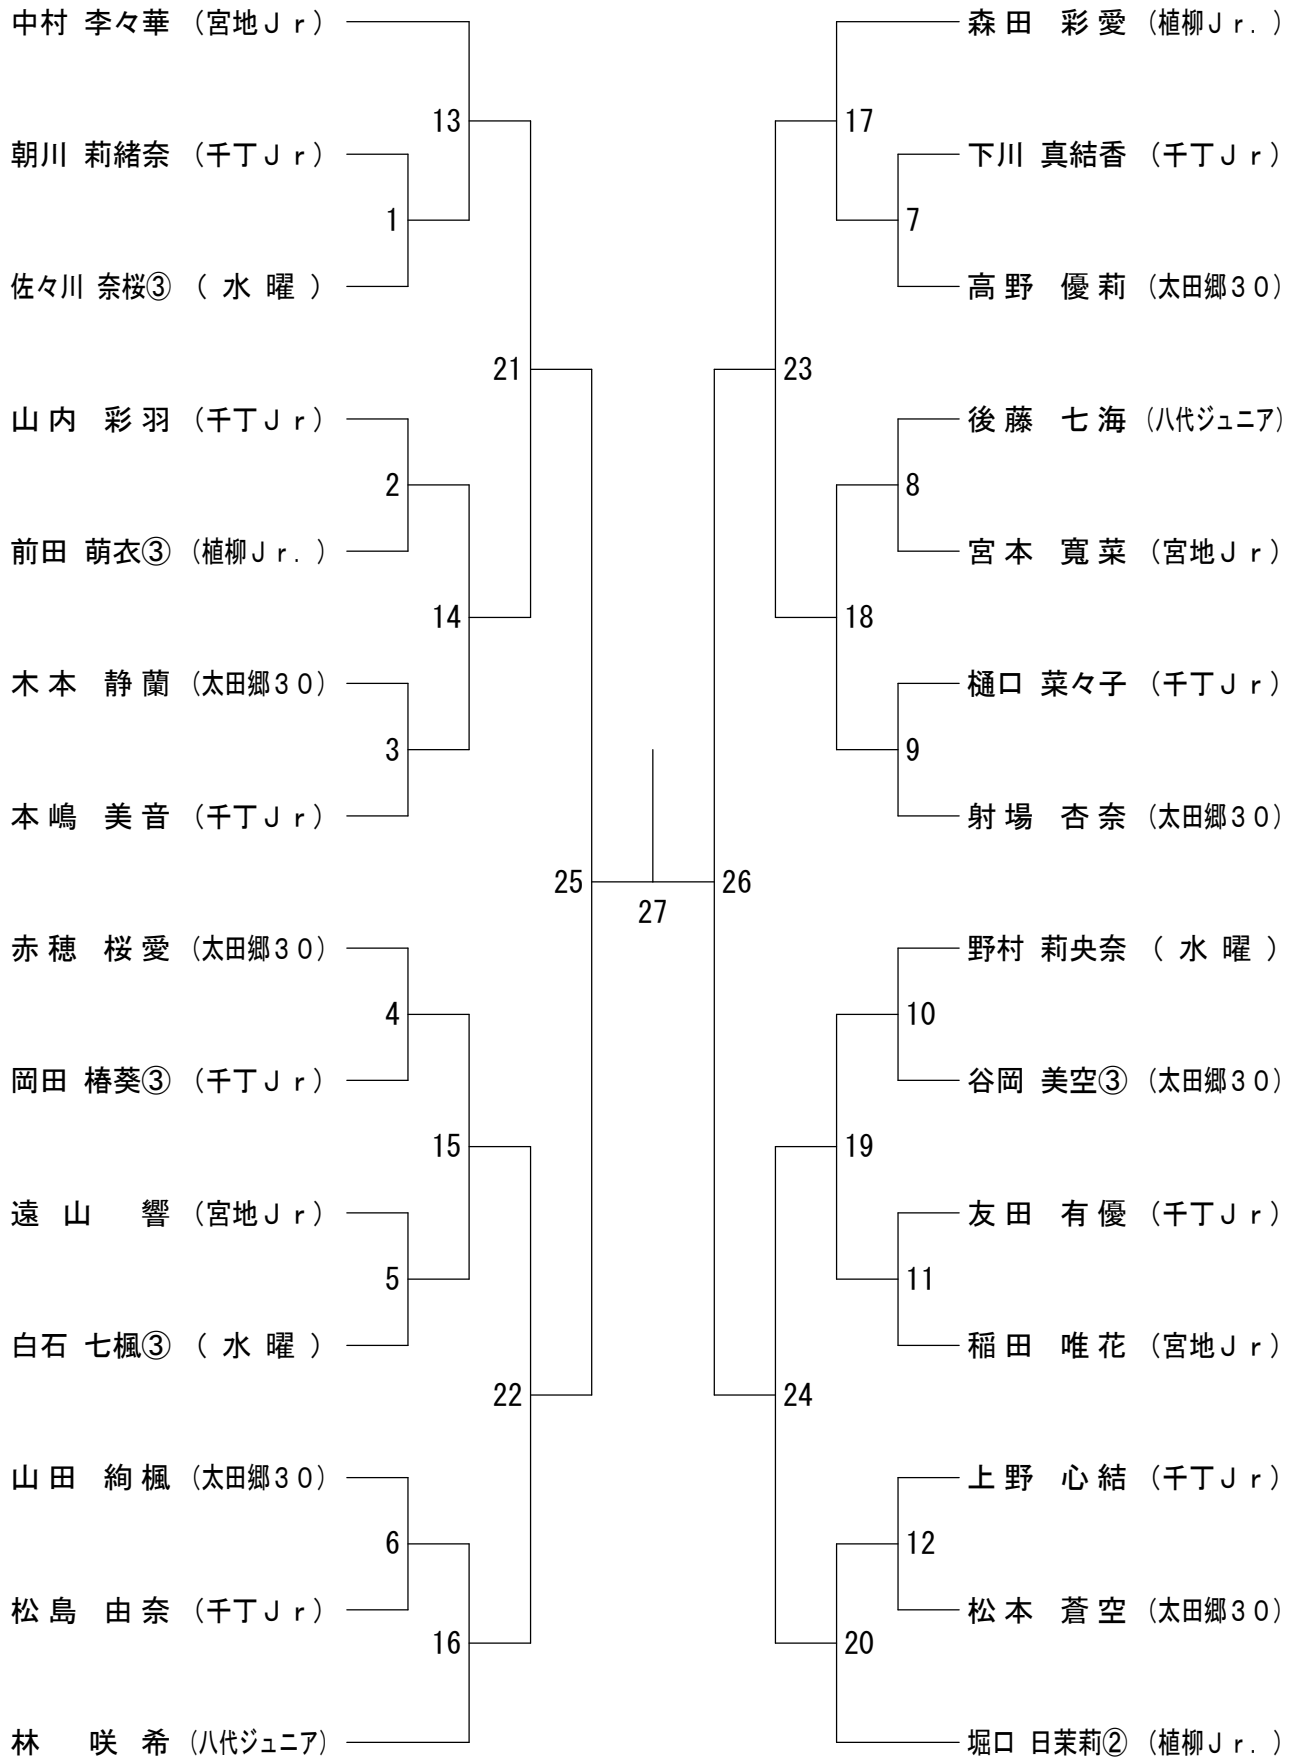 中村 李々華 (宮地Jr)
13
朝川 莉緒奈 (千丁Jr)
1
佐々川 奈桜③ (水曜)
21
山内 彩羽 (千丁Jr)
2
前田 萌衣③ (植柳Jr.)
14
木本 静蘭 (太田郷30)
3
本嶋 美音 (千丁Jr)
25
赤穂 桜愛 (太田郷30)
4
岡田 椿葵③ (千丁Jr)
15
遠山 響 (宮地Jr)
5
白石 七楓③ (水曜)
22
山田 絢楓 (太田郷30)
6
松島 由奈 (千丁Jr)
16
林 咲希 (八代ジュニア)
27
森田 彩愛 (植柳Jr.)
17
下川 真結香 (千丁Jr)
7
高野 優莉 (太田郷30)
23
後藤 七海 (八代ジュニア)
8
宮本 寛菜 (宮地Jr)
18
樋口 菜々子 (千丁Jr)
9
射場 杏奈 (太田郷30)
26
野村 莉央奈 (水曜)
10
谷岡 美空③ (太田郷30)
19
友田 有優 (千丁Jr)
11
稲田 唯花 (宮地Jr)
24
上野 心結 (千丁Jr)
12
松本 蒼空 (太田郷30)
20
堀口 日茉莉② (植柳Jr.)